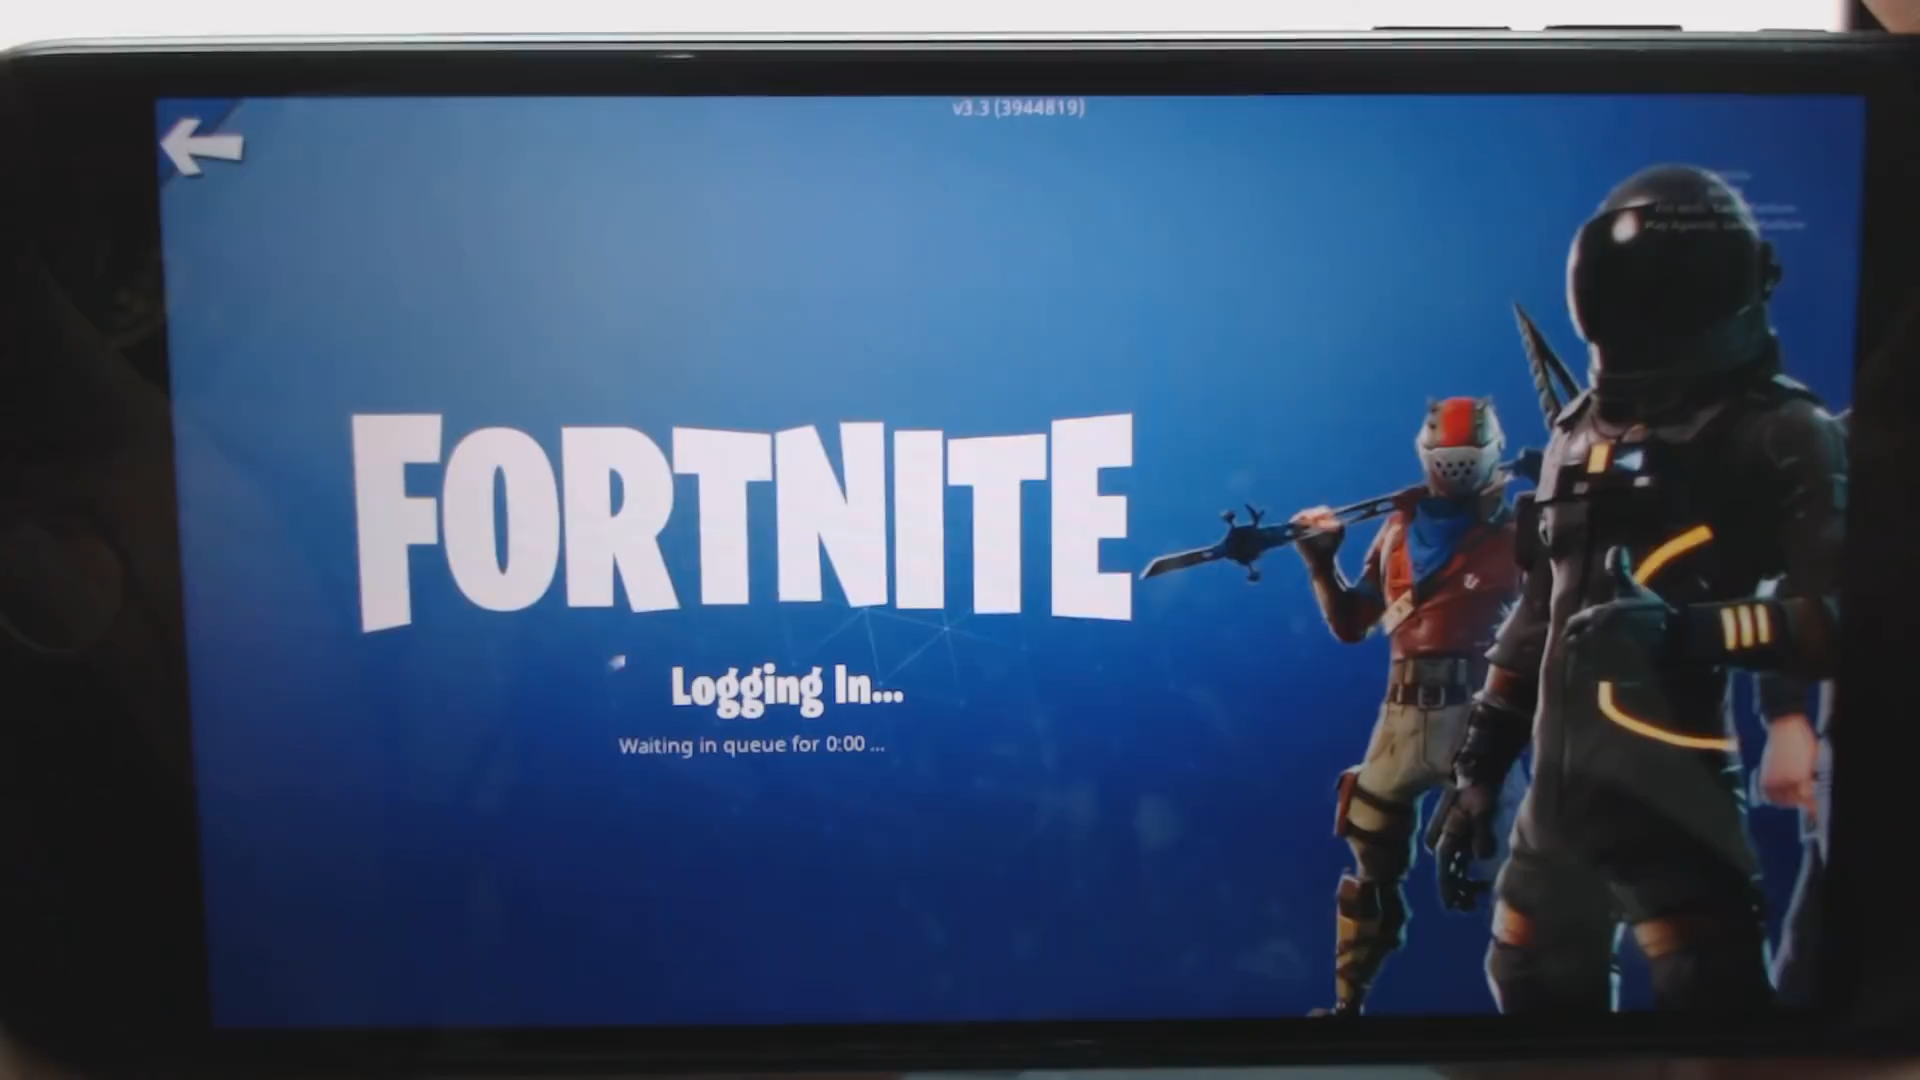 v3.3 (3944819)
FORTNITE
Logging In...
Waiting in queue for 0:00 ...